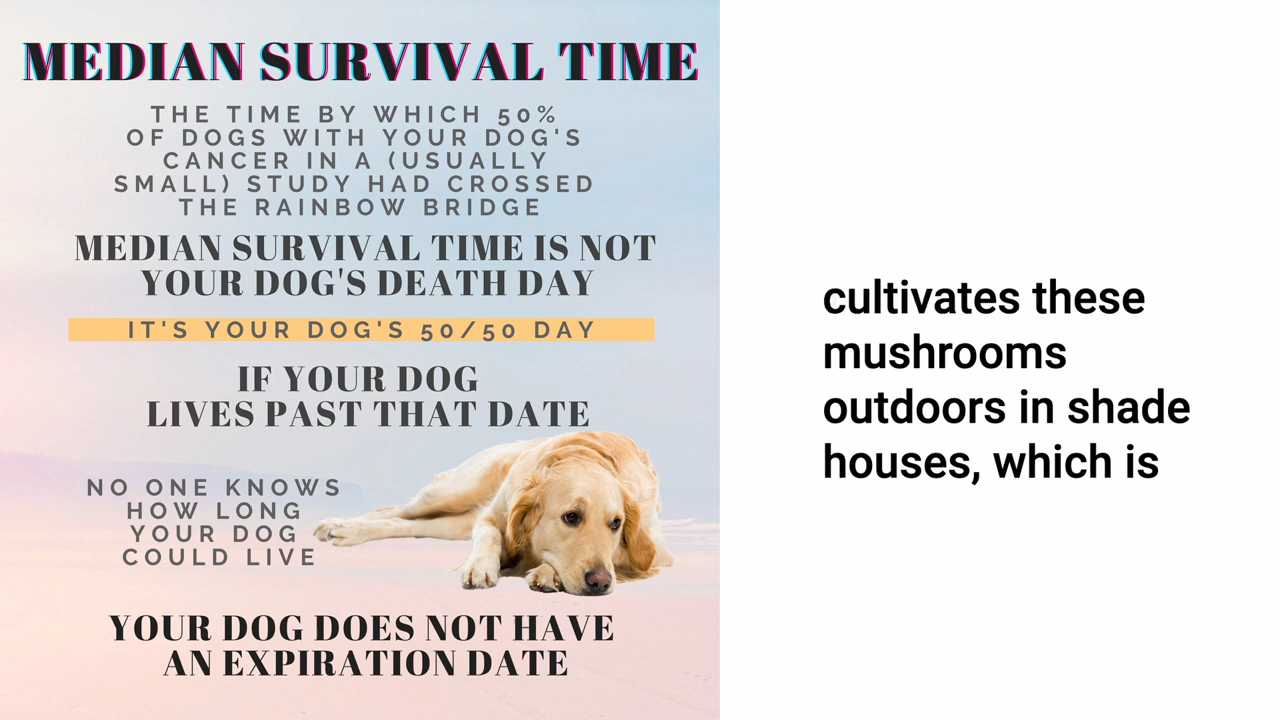 MEDIAN SURVIVAL TIME
THE TIME BY WHICH 50%
OF DOGS WITH YOUR DOG'S
CANCER IN A (USUALLY
SMALL) STUDY HAD CROSSED
THE RAINBOW BRIDGE
MEDIAN SURVIVAL TIME IS NOT
YOUR DOG'S DEATH DAY
IT'S YOUR DOG'S 50/50 DAY
IF YOUR DOG
LIVES PAST THAT DATE
NO ONE KNOWS
HOW LONG
YOUR DOG
COULD LIVE
YOUR DOG DOES NOT HAVE
AN EXPIRATION DATE
cultivates these
mushrooms
outdoors in shade
houses, which is